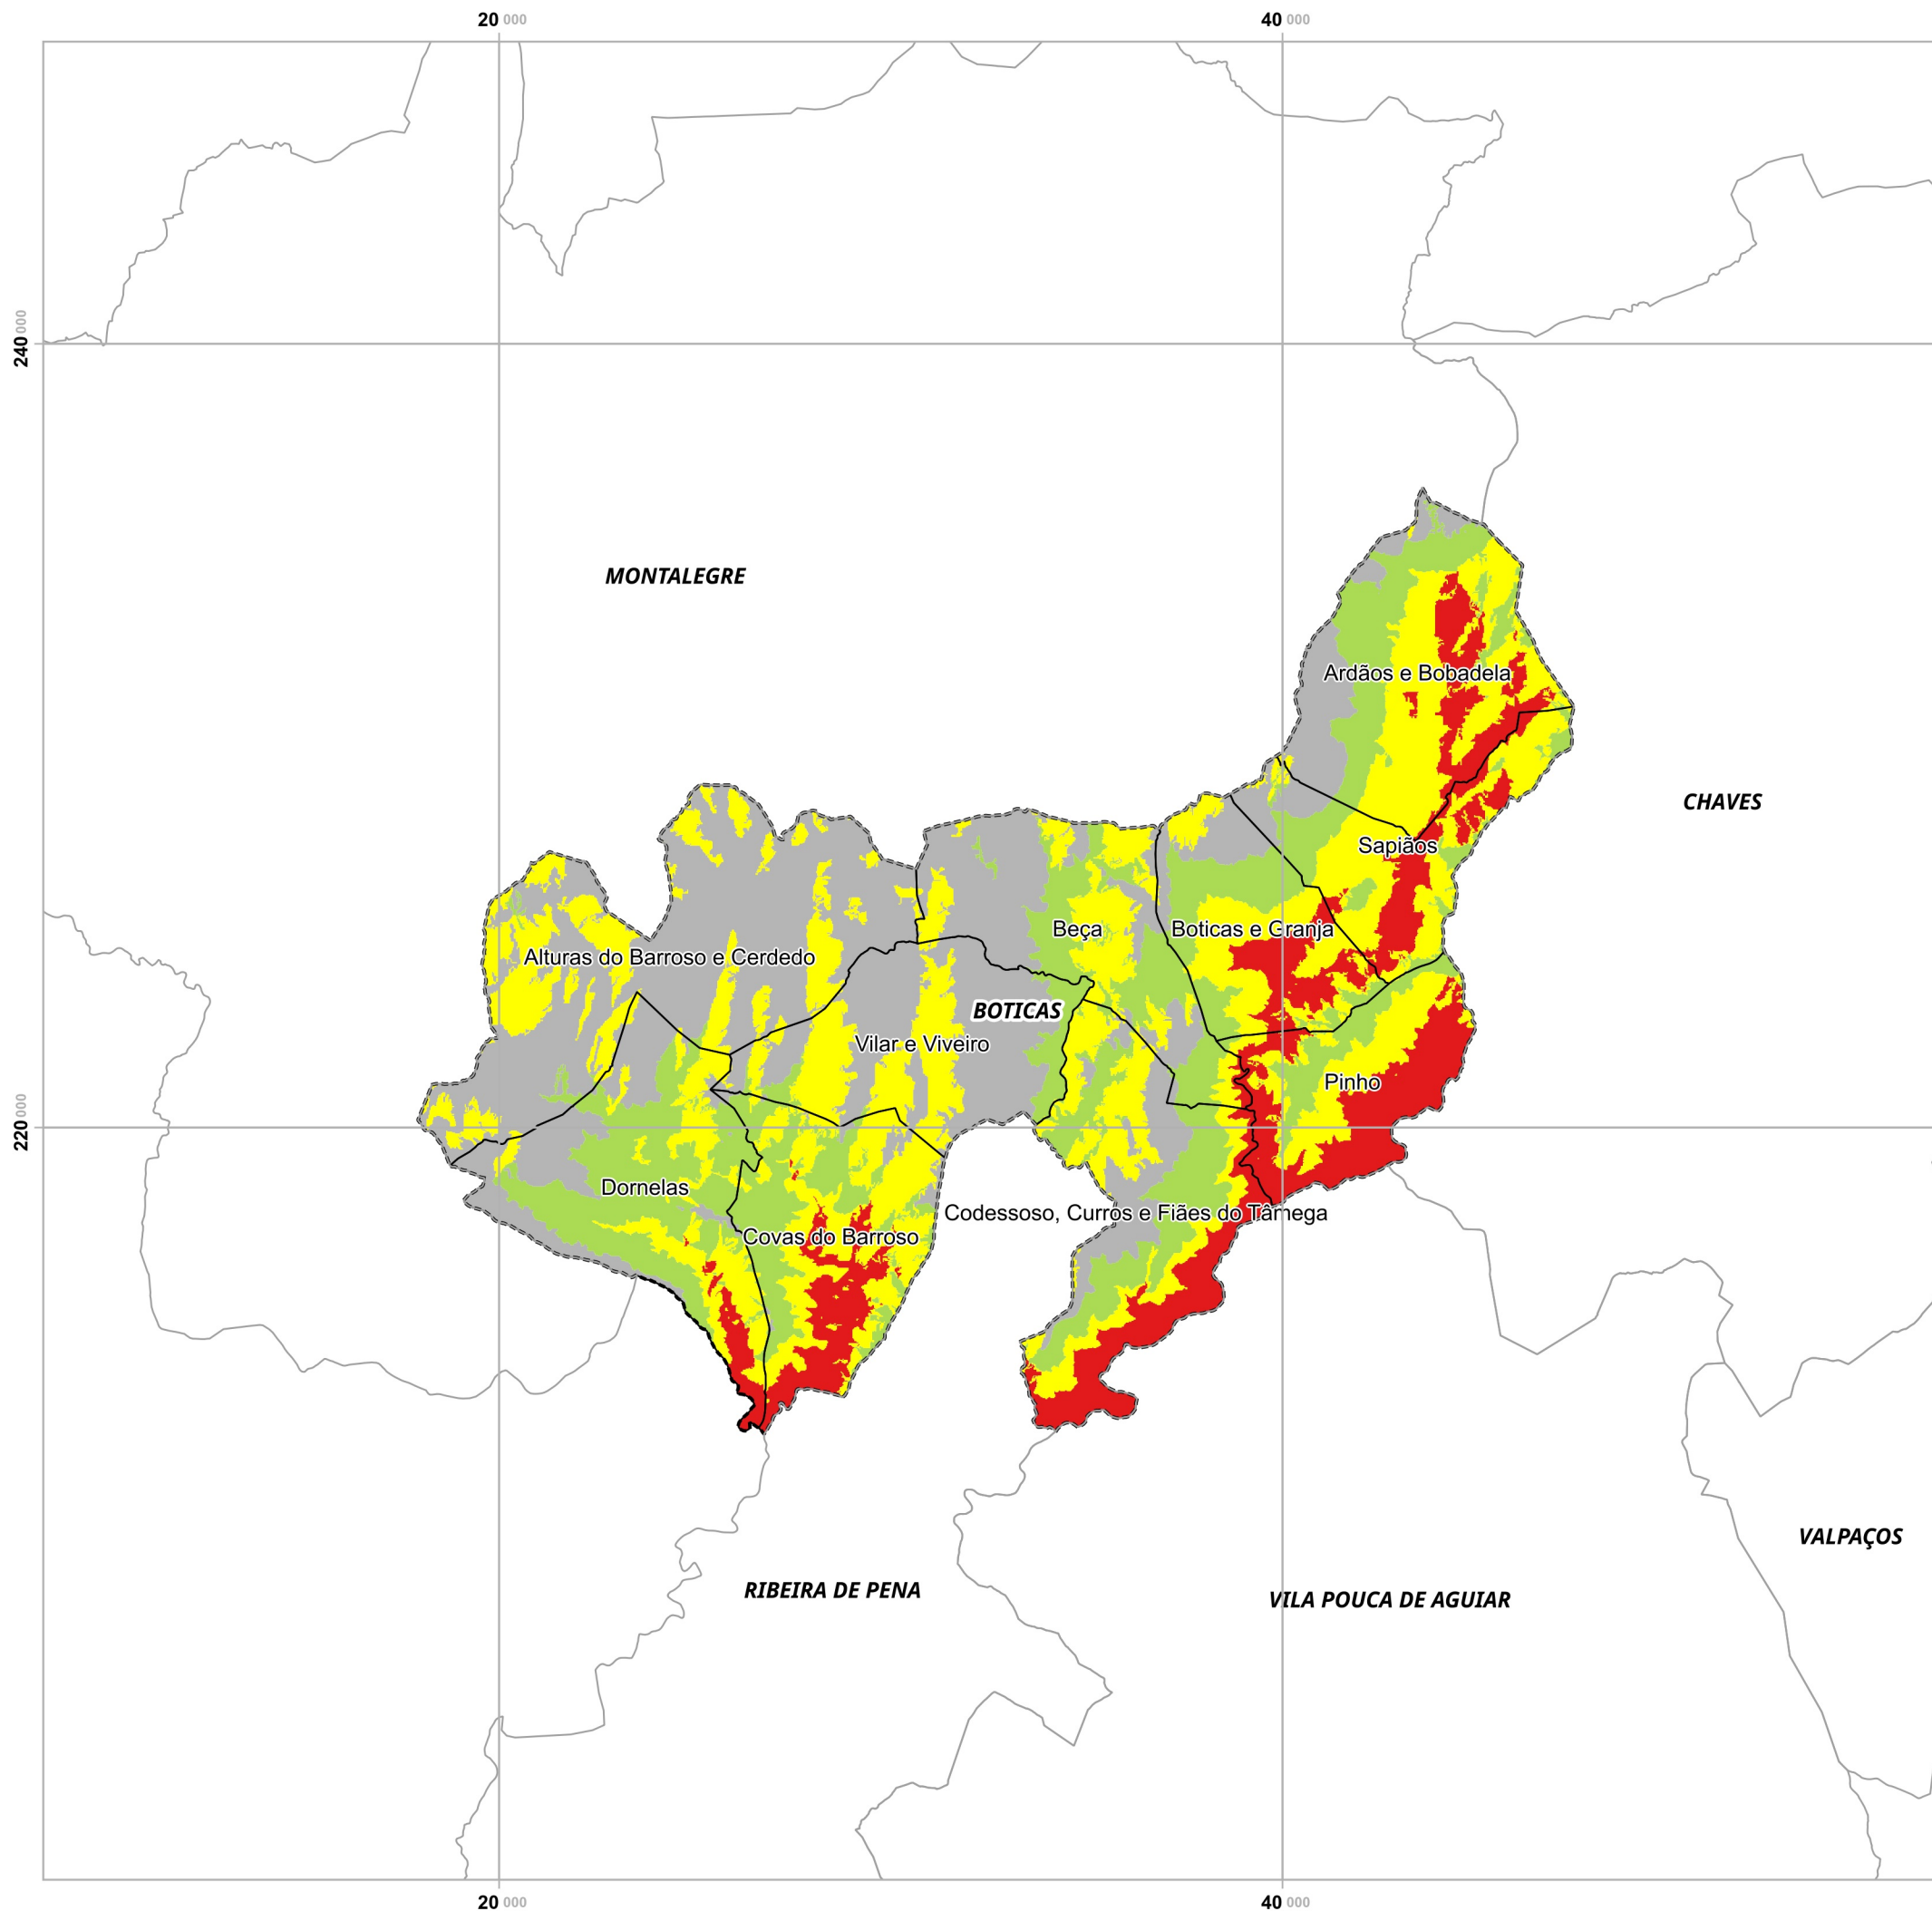 20 000
40 000
240 000
MONTALEGRE
Ardãos e Bobadela
CHAVES
Sapiãos
Beça
Boticas e Granja
Alturas do Barroso e Cerdedo
BOTICAS
Vilar e Viveiro
Pinho
220 000
Dornelas
Codessoso, Curros e Fiães do Tâmega
Covas do Barroso
VALPAÇOS
RIBEIRA DE PENA
VILA POUCA DE AGUIAR
20 000
40 000